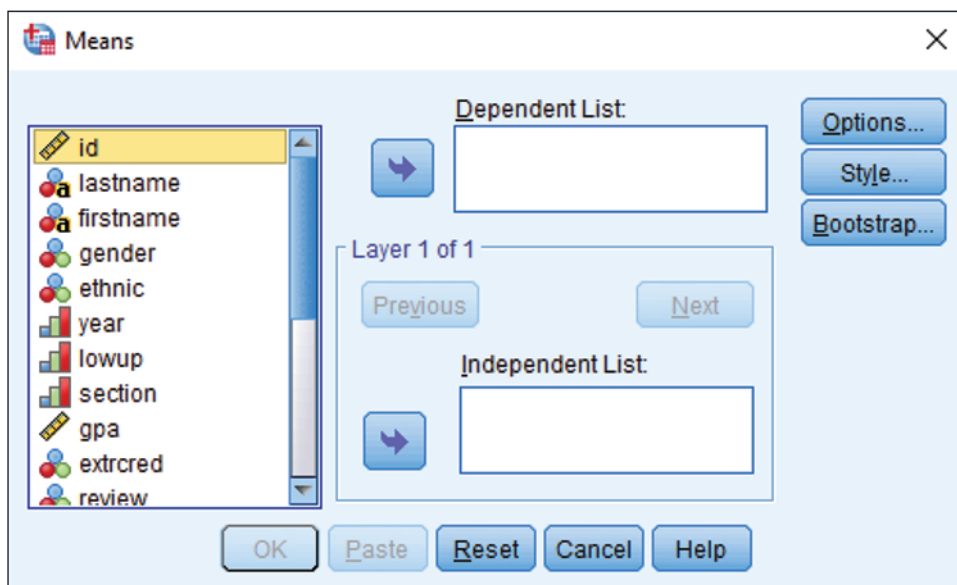 Means
id
lastname
firstname
gender
ethnic
year
lowup
section
gpa
extrcred
review
Dependent List:
Layer 1 of 1
Previous
Next
Independent List:
Options...
Style...
Bootstrap...
OK
Paste
Reset
Cancel
Help